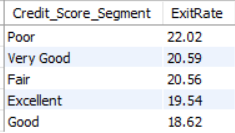 Credit_Score_Segment ExitRate
Poor 22.02
Very Good 20.59
Fair 20.56
Excellent 19.54
Good 18.62